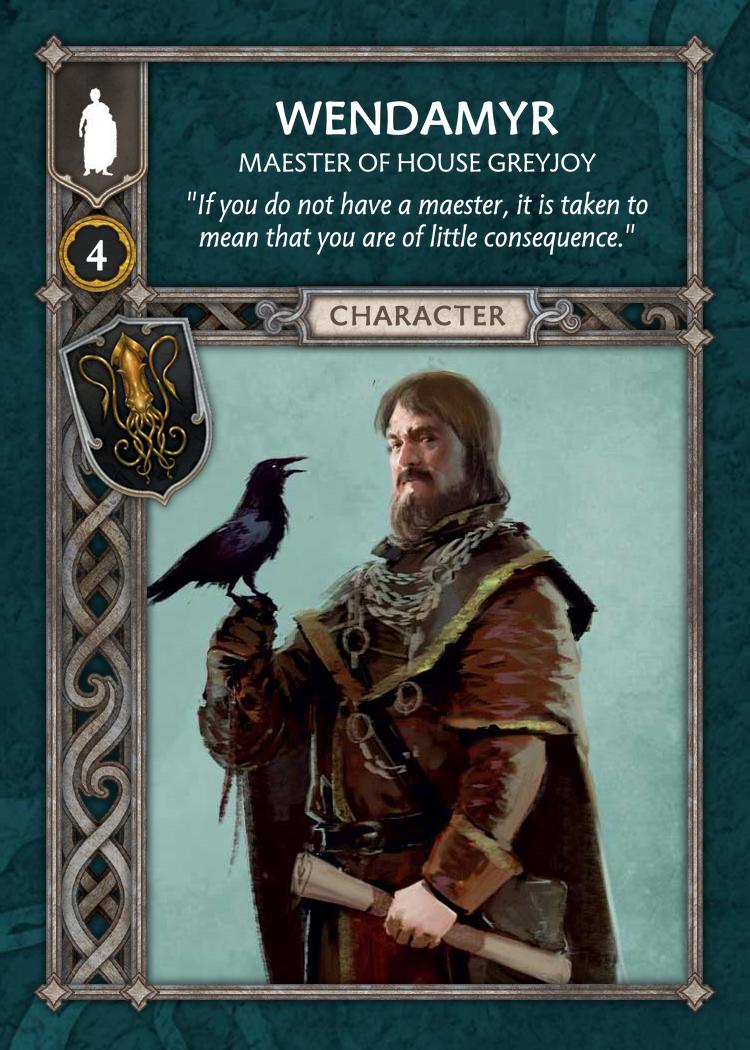 WENDAMYR
MAESTER OF HOUSE GREYJOY
"If you do not have a maester, it is taken to
mean that you are of little consequence."
4
CHARACTER